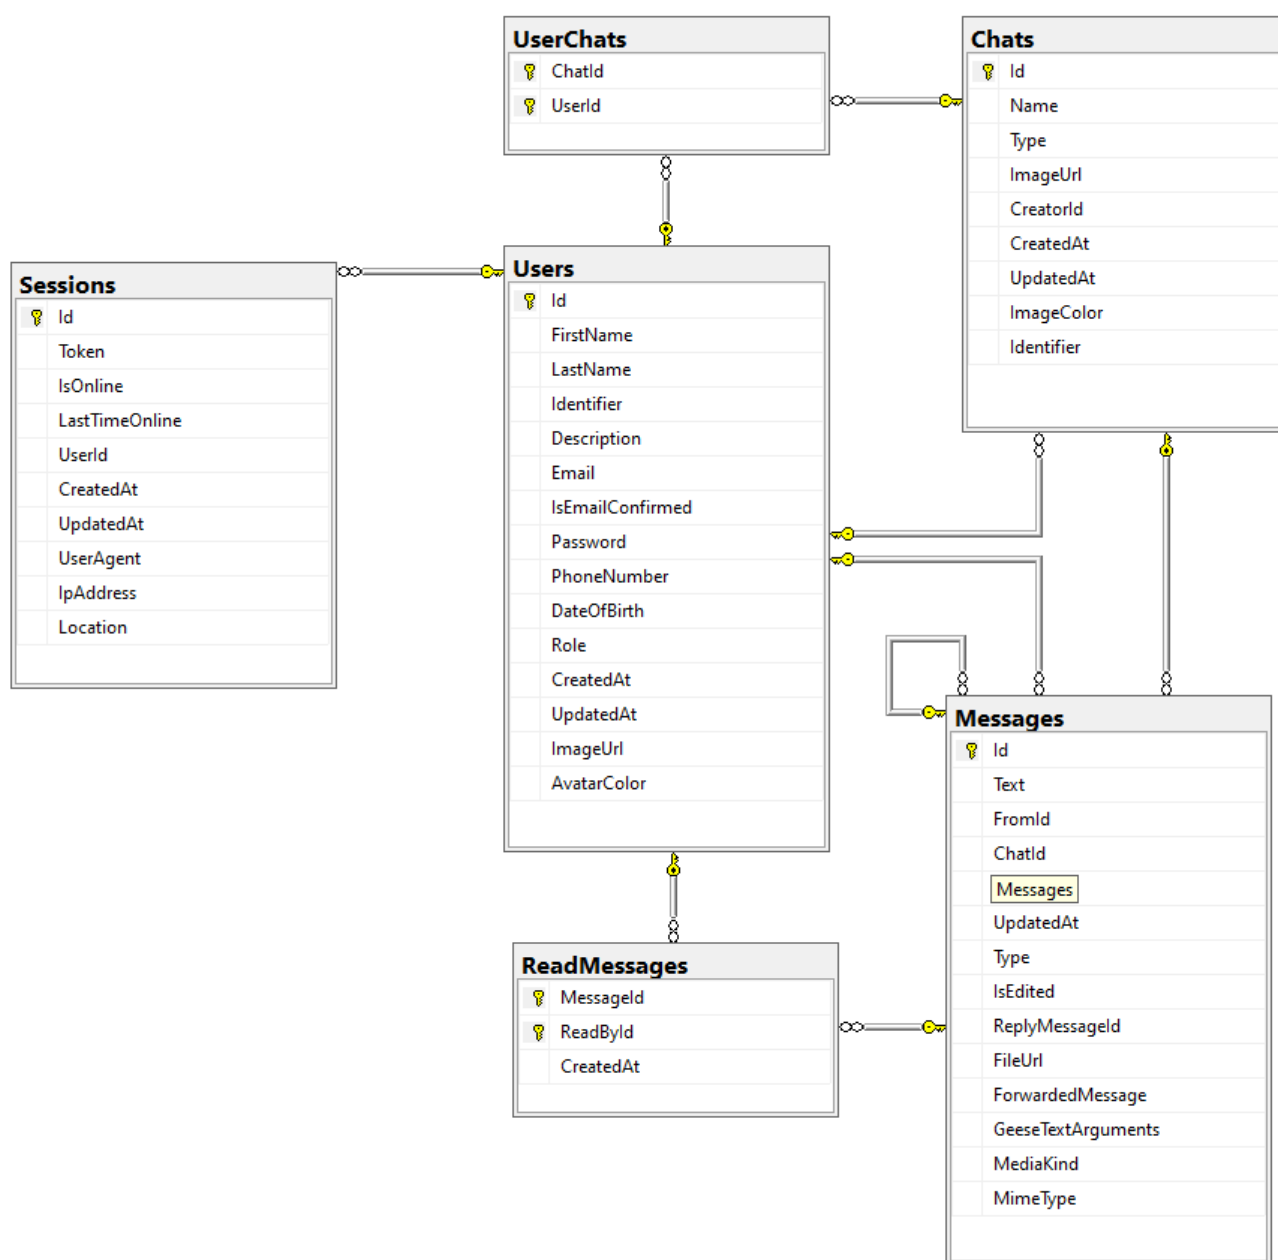 UserChats
ChatId
UserId
Chats
Id
Name
Type
ImageUrl
CreatorId
CreatedAt
UpdatedAt
ImageColor
Identifier
Sessions
Id
Token
IsOnline
LastTimeOnline
UserId
CreatedAt
UpdatedAt
UserAgent
IpAddress
Location
Users
Id
FirstName
LastName
Identifier
Description
Email
IsEmailConfirmed
Password
PhoneNumber
DateOfBirth
Role
CreatedAt
UpdatedAt
ImageUrl
AvatarColor
Messages
Id
Text
FromId
ChatId
Messages
UpdatedAt
Type
IsEdited
ReplyMessageId
FileUrl
ForwardedMessage
GeeseTextArguments
MediaKind
MimeType
ReadMessages
MessageId
ReadById
CreatedAt